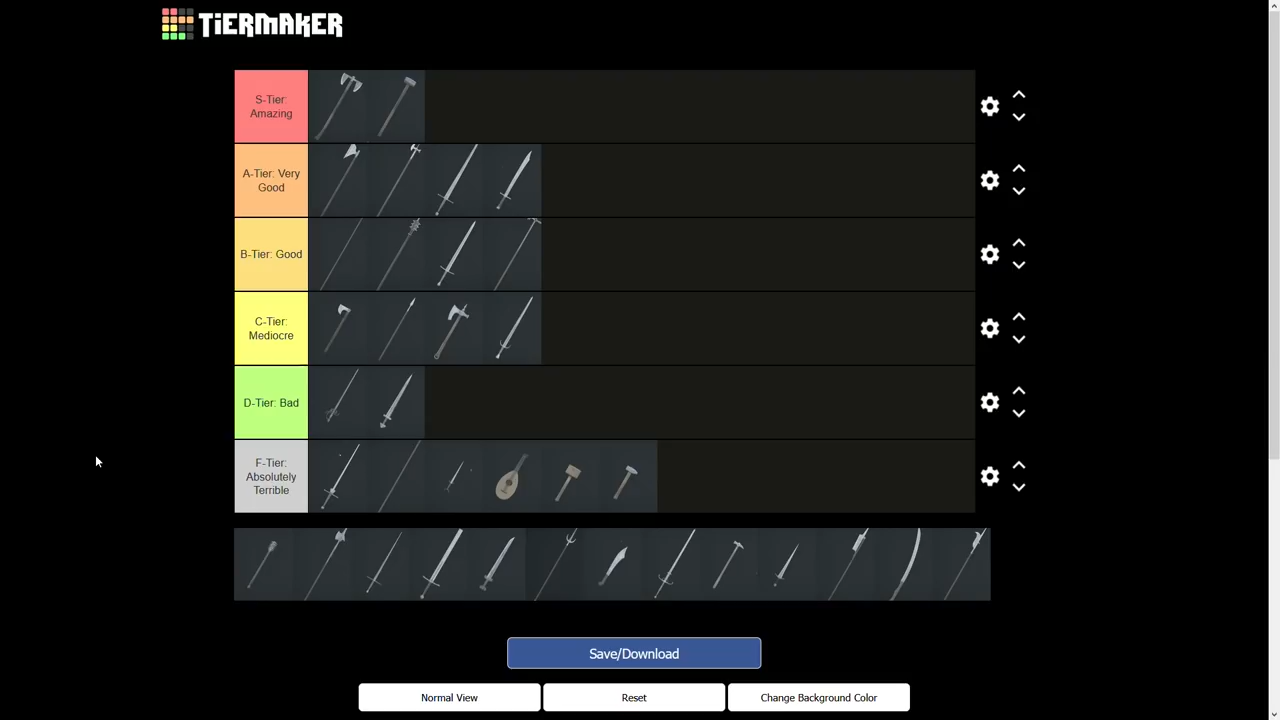 TiERMAKER
S-Tier:
Amazing
A-Tier: Very
Good
B-Tier: Good
C-Tier:
Mediocre
D-Tier: Bad
F-Tier:
Absolutely
Terrible
Save/Download
Normal View
Reset
Change Background Color